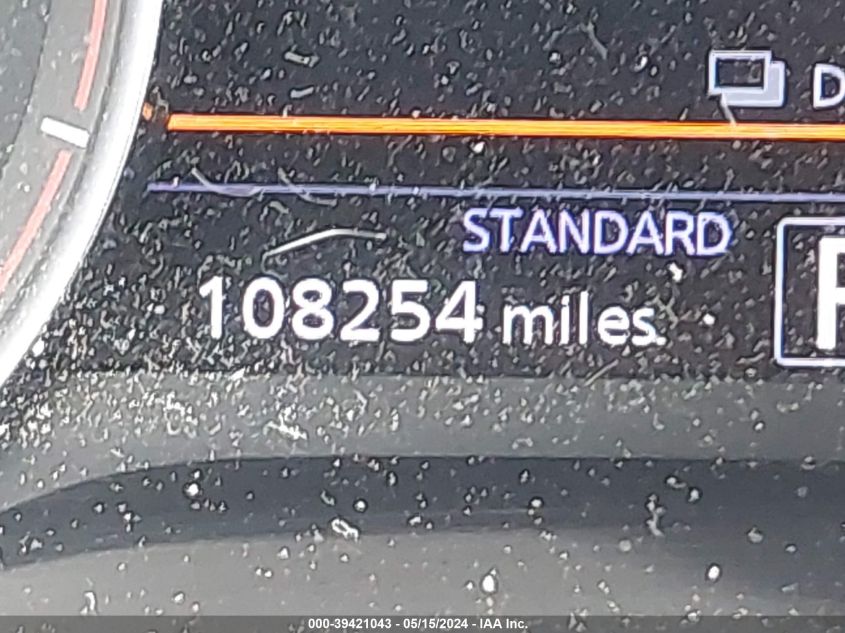 D
STANDARD
108254 miles
000-39421043 - 05/15/2024 - IAA Inc.